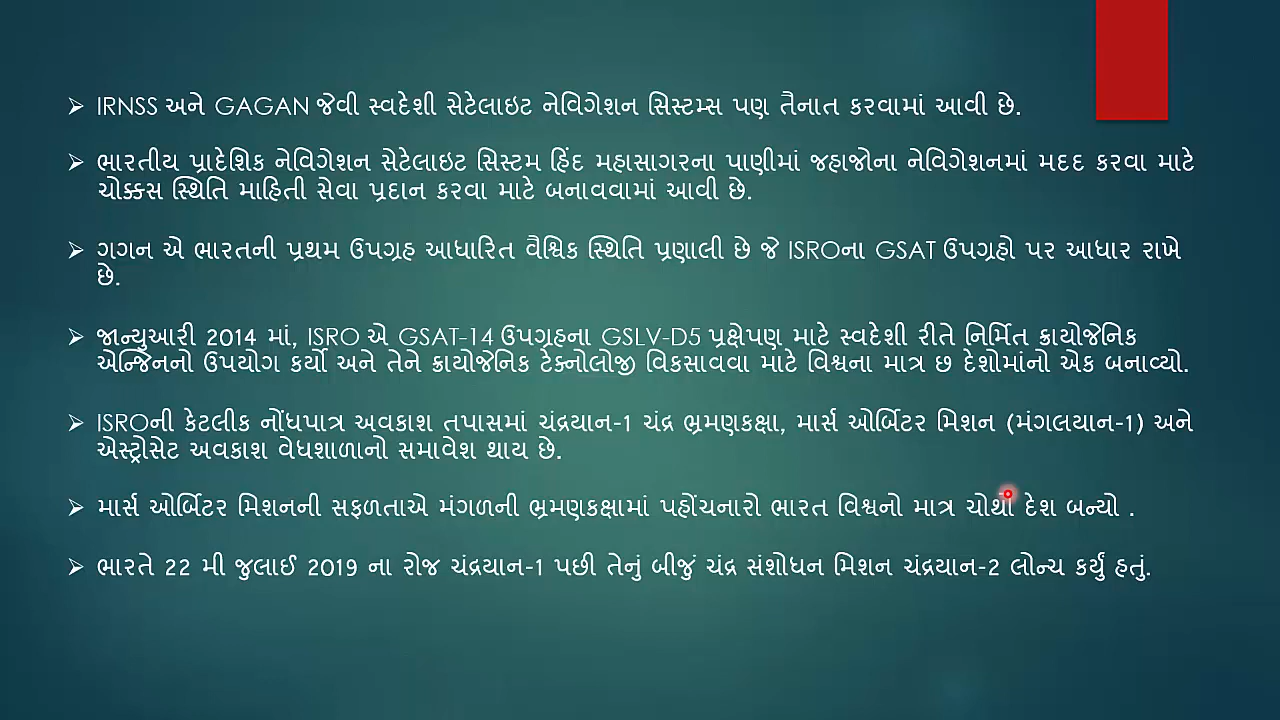 ➢ IRNSS અને GAGAN જેવી સ્વદેશી સેટેલાઇટ નેવિગેશન સિસ્ટમ્સ પણ તૈનાત કરવામાં આવી છે.
➢ ભારતીય પ્રાદેશિક નેવિગેશન સેટેલાઇટ સિસ્ટમ હિંદ મહાસાગરના પાણીમાં જહાજોના નેવિગેશનમાં મદદ કરવા માટે
ચોક્કસ સ્થિતિ માહિતી સેવા પ્રદાન કરવા માટે બનાવવામાં આવી છે.
➢ ગગન એ ભારતની પ્રથમ ઉપગ્રહ આધારિત વૈશ્વિક સ્થિતિ પ્રણાલી છે જે ISROના GSAT ઉપગ્રહો પર આધાર રાખે
છે.
➢ જાન્યુઆરી 2014 માં, ISRO એ GSAT-14 ઉપગ્રહના GSLV-D5 પ્રક્ષેપણ માટે સ્વદેશી રીતે નિર્મિત ક્રાયોજેનિક
એન્જિનનો ઉપયોગ કર્યો અને તેને ક્રાયોજેનિક ટેક્નોલોજી વિકસાવવા માટે વિશ્વના માત્ર છ દેશોમાંનો એક બનાવ્યો.
➢ ISROની કેટલીક નોંધપાત્ર અવકાશ તપાસમાં ચંદ્રયાન-1 ચંદ્ર ભ્રમણકક્ષા, માર્સ ઓર્બિટર મિશન (મંગલયાન-1) અને
એસ્ટ્રોસેટ અવકાશ વેધશાળાનો સમાવેશ થાય છે.
➢ માર્સ ઓર્બિટર મિશનની સફળતાએ મંગળની ભ્રમણકક્ષામાં પહોંચનારો ભારત વિશ્વનો માત્ર ચોથો દેશ બન્યો .
➢ ભારતે 22 મી જુલાઈ 2019 ના રોજ ચંદ્રયાન-1 પછી તેનું બીજું ચંદ્ર સંશોધન મિશન ચંદ્રયાન-2 લોન્ચ કર્યું હતું.